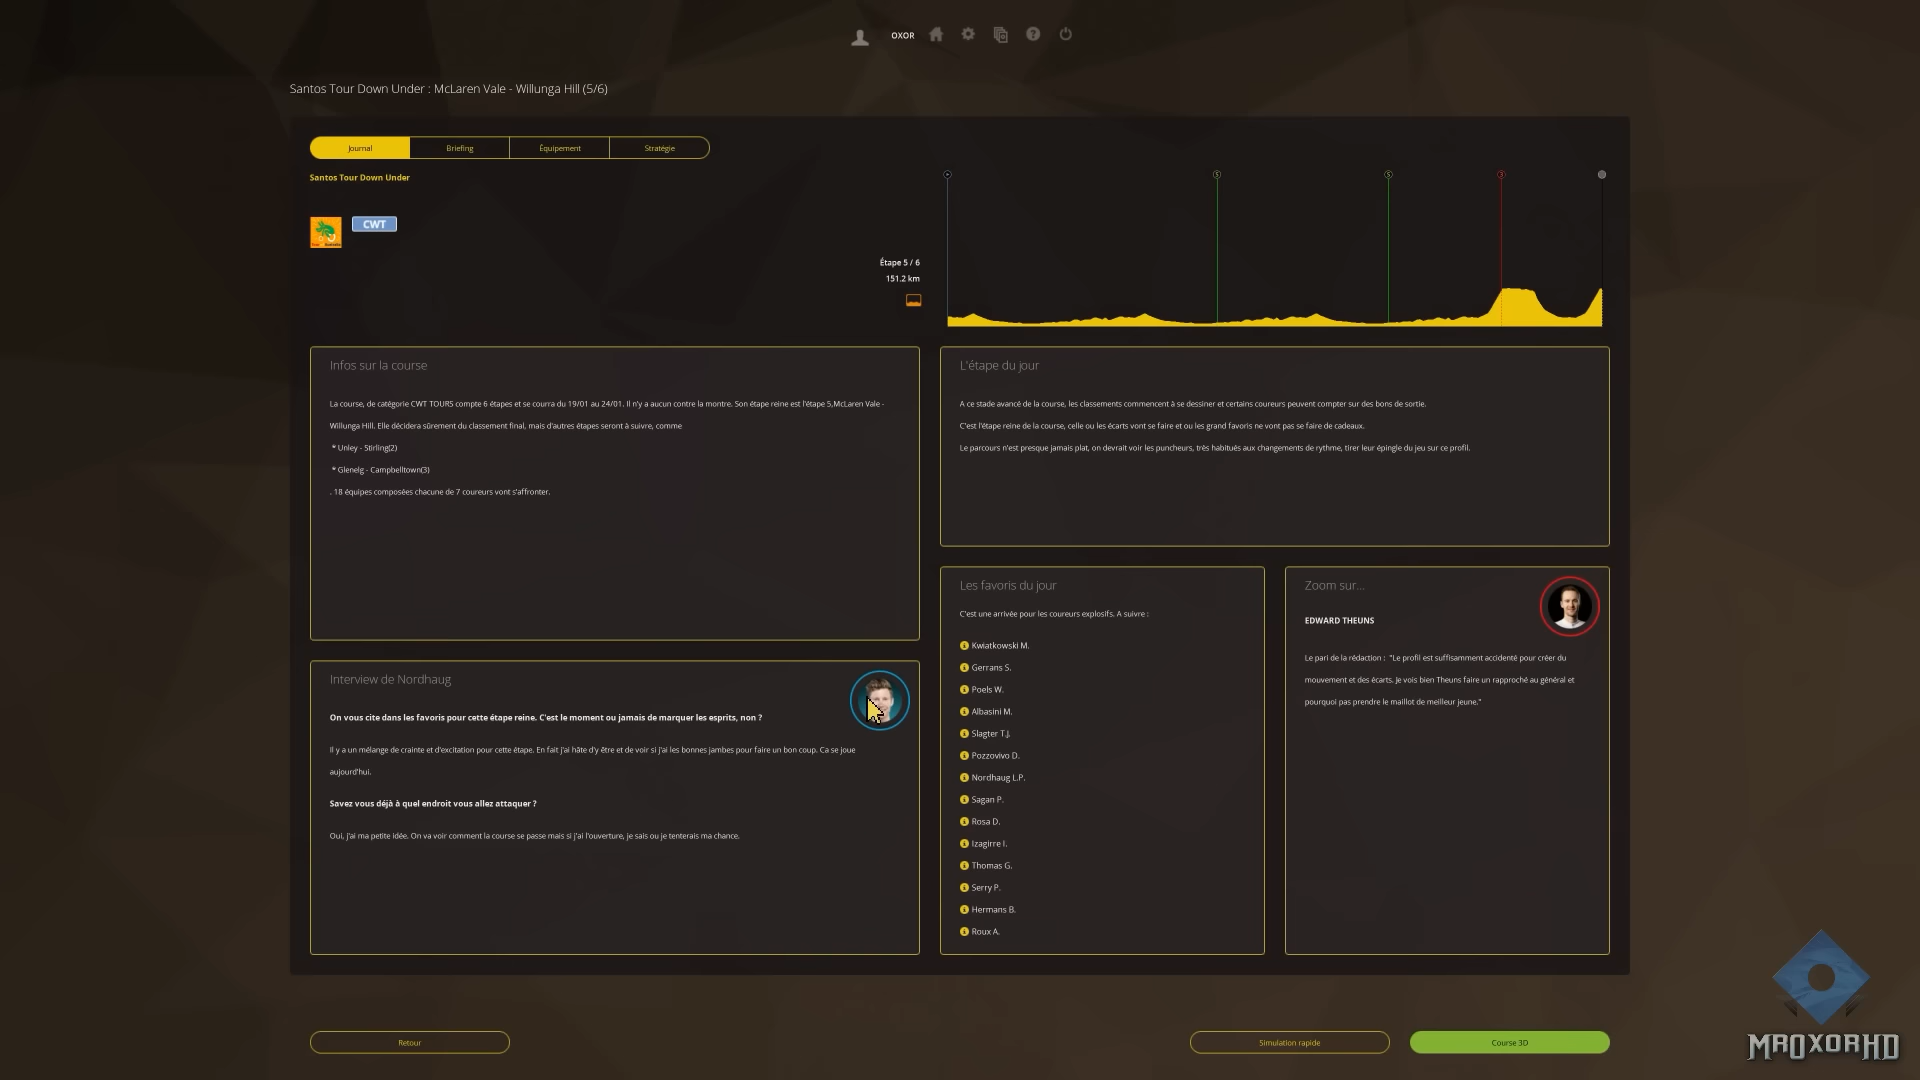 OXOR
Santos Tour Down Under : McLaren Vale - Willunga Hill (5/6)
Journal
Briefing
Équipement
Stratégie
Santos Tour Down Under
CWT
Étape 5 / 6
151.2 km
Infos sur la course
La course, de catégorie CWT TOURS compte 6 étapes et se courra du 19/01 au 24/01. Il n'y a aucun contre la montre. Son étape reine est l'étape 5,McLaren Vale -
Willunga Hill. Elle décidera sûrement du classement final, mais d'autres étapes seront à suivre, comme
* Unley - Stirling(2)
* Glenelg - Campbelltown(3)
. 18 équipes composées chacune de 7 coureurs vont s'affronter.
L'étape du jour
A ce stade avancé de la course, les classements commencent à se dessiner et certains coureurs peuvent compter sur des bons de sortie.
C'est l'étape reine de la course, celle ou les écarts vont se faire et ou les grand favoris ne vont pas se faire de cadeaux.
Le parcours n'est presque jamais plat, on devrait voir les puncheurs, très habitués aux changements de rythme, tirer leur épingle du jeu sur ce profil.
Interview de Nordhaug
On vous cite dans les favoris pour cette étape reine. C'est le moment ou jamais de marquer les esprits, non ?
Il y a un mélange de crainte et d'excitation pour cette étape. En fait j'ai hâte d'y être et de voir si j'ai les bonnes jambes pour faire un bon coup. Ca se joue
aujourd'hui.
Savez vous déjà à quel endroit vous allez attaquer ?
Oui, j'ai ma petite idée. On va voir comment la course se passe mais si j'ai l'ouverture, je sais ou je tenterais ma chance.
Les favoris du jour
C'est une arrivée pour les coureurs explosifs. A suivre :
Kwiatkowski M.
Gerrans S.
Poels W.
Albasini M.
Slagter T.J.
Pozzovivo D.
Nordhaug L.P.
Sagan P.
Rosa D.
Izagirre I.
Thomas G.
Serry P.
Hermans B.
Roux A.
Zoom sur...
EDWARD THEUNS
Le pari de la rédaction : "Le profil est suffisamment accidenté pour créer du
mouvement et des écarts. Je vois bien Theuns faire un rapproché au général et
pourquoi pas prendre le maillot de meilleur jeune."
Retour
Simulation rapide
Course 3D
MROXORHD